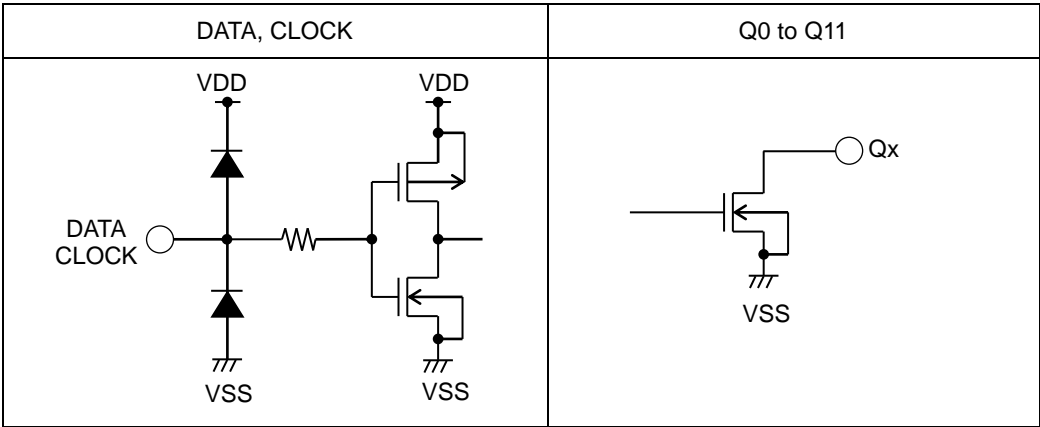 DATA, CLOCK
Q0 to Q11
VDD
VDD
DATA
CLOCK
VSS
VSS
Qx
VSS